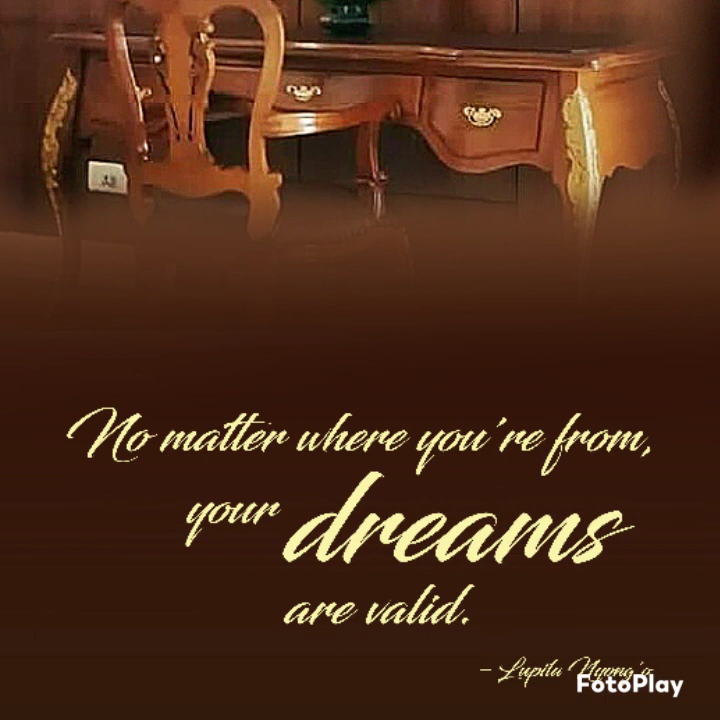 No matter where you're from,
your dreams
are valid.
– Lupita Nyong'o
FotoPlay